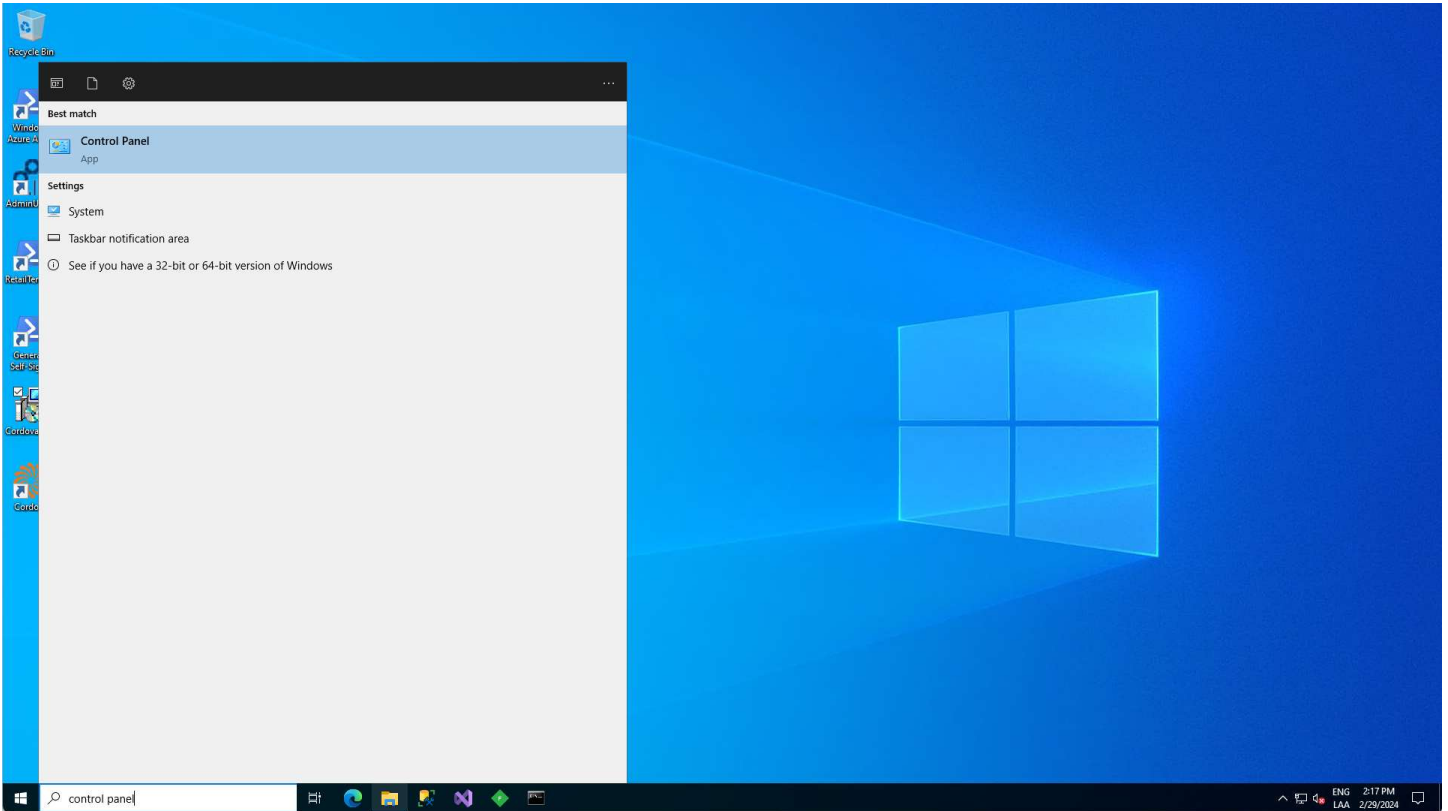 Recycle Bin
Best match
Control Panel
App
Settings
System
Taskbar notification area
See if you have a 32-bit or 64-bit version of Windows
control panel
ENG
LAA
2:17 PM
2/29/2024